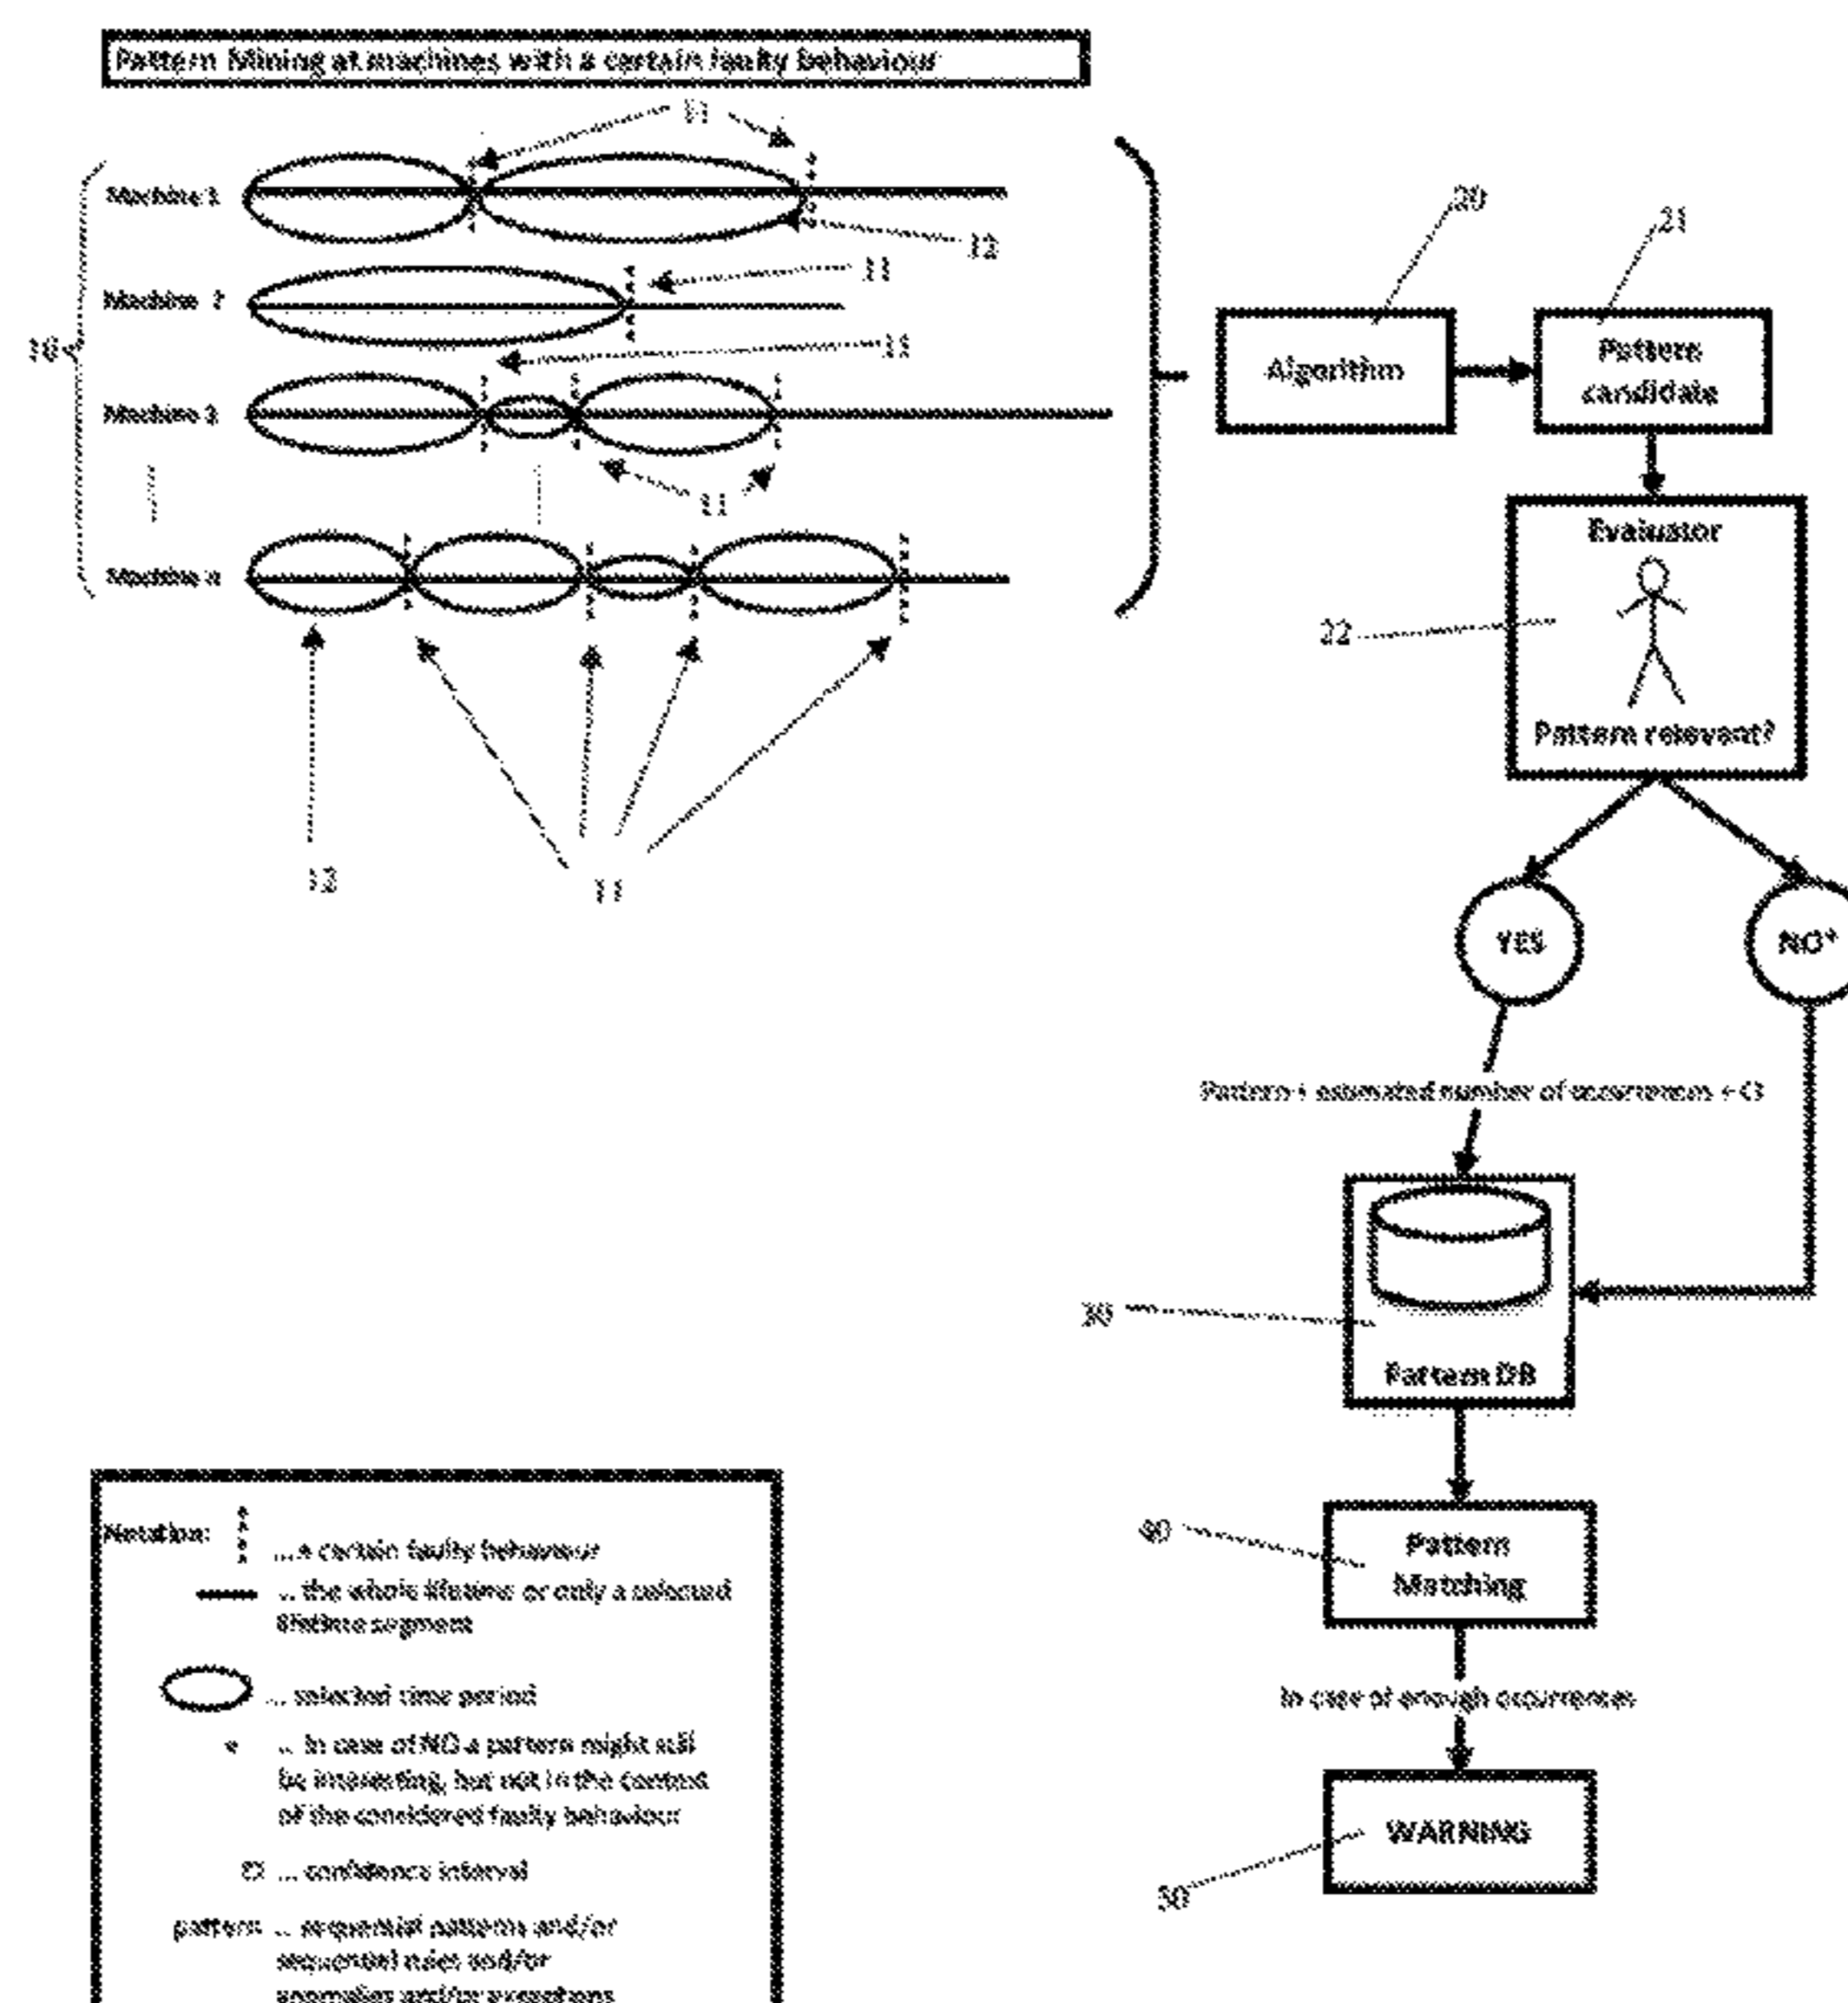 Pattern Mining at machines with a certain faulty behaviour
11
Machine 1
12
11
Machine 2
10
11
Machine 3
11
Machine n
12
11
20
21
Algorithm
Pattern
candidate
Evaluator
22
Pattern relevant?
YES
NO*
Pattern + estimated number of occurrences + CI
30
Pattern DB
40
Pattern
Matching
In case of enough occurrences
WARNING
50
Notation:
... a certain faulty behaviour
... the whole lifetime or only a selected
lifetime segment
... selected time period
* ... In case of NO a pattern might still
be interesting, but not in the context
of the considered faulty behaviour
CI ... confidence interval
pattern ... sequential patterns and/or
sequential rules and/or
anomalies and/or exceptions